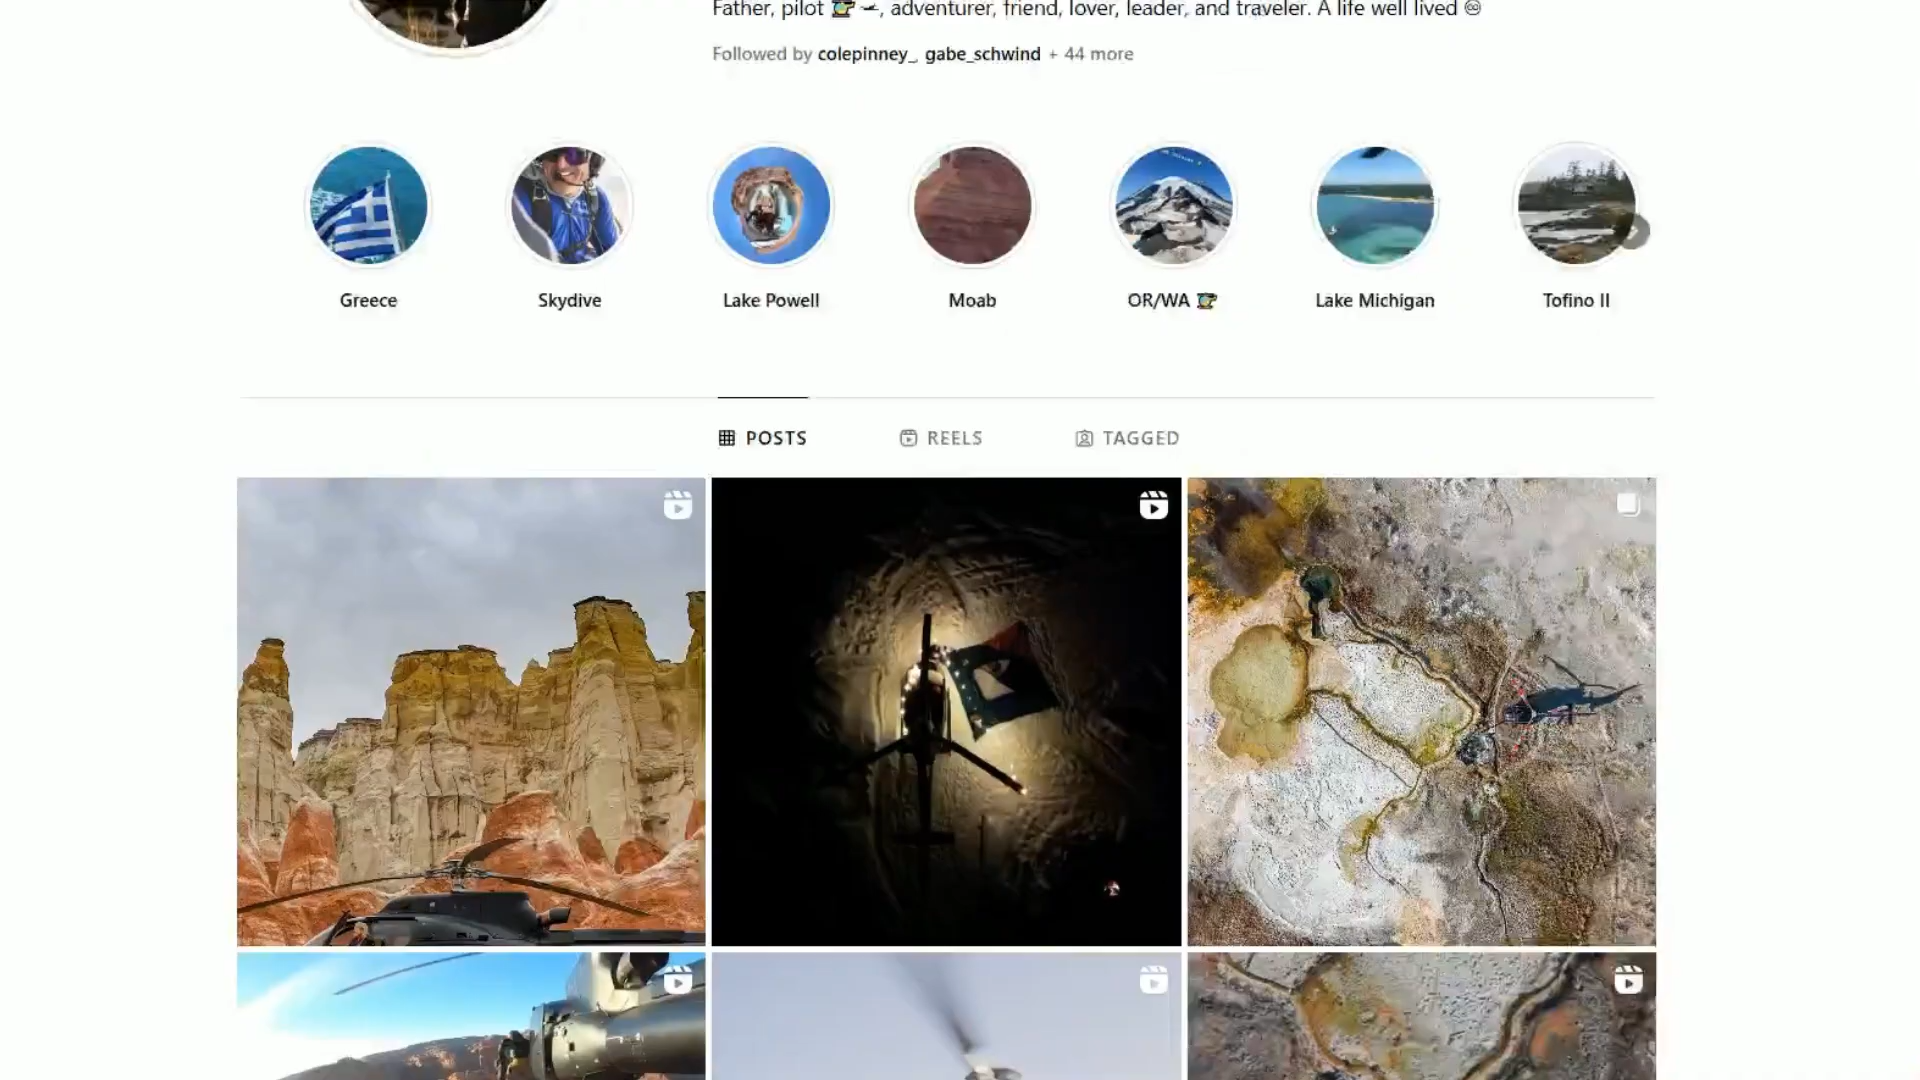 Father, pilot 🚁🛩, adventurer, friend, lover, leader, and traveler. A life well lived ♾
Followed by colepinney_, gabe_schwind + 44 more
Greece
Skydive
Lake Powell
Moab
OR/WA 🚁
Lake Michigan
Tofino II
POSTS
REELS
TAGGED